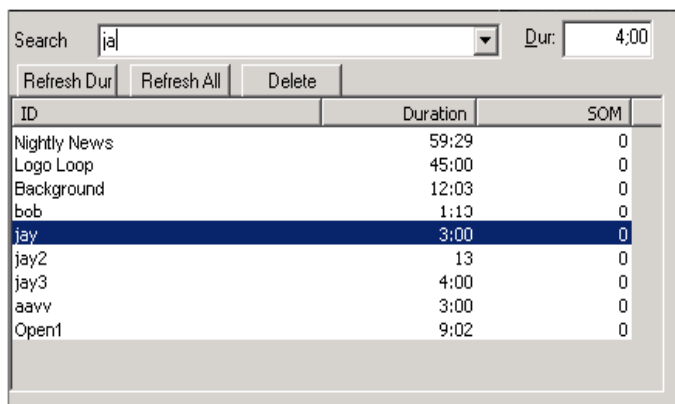 Search ja Dur: 4;00
Refresh Dur Refresh All Delete
ID Duration SOM
Nightly News 59:29 0
Logo Loop 45:00 0
Background 12:03 0
bob 1:13 0
jay 3:00 0
jay2 13 0
jay3 4:00 0
aavv 3:00 0
Open1 9:02 0